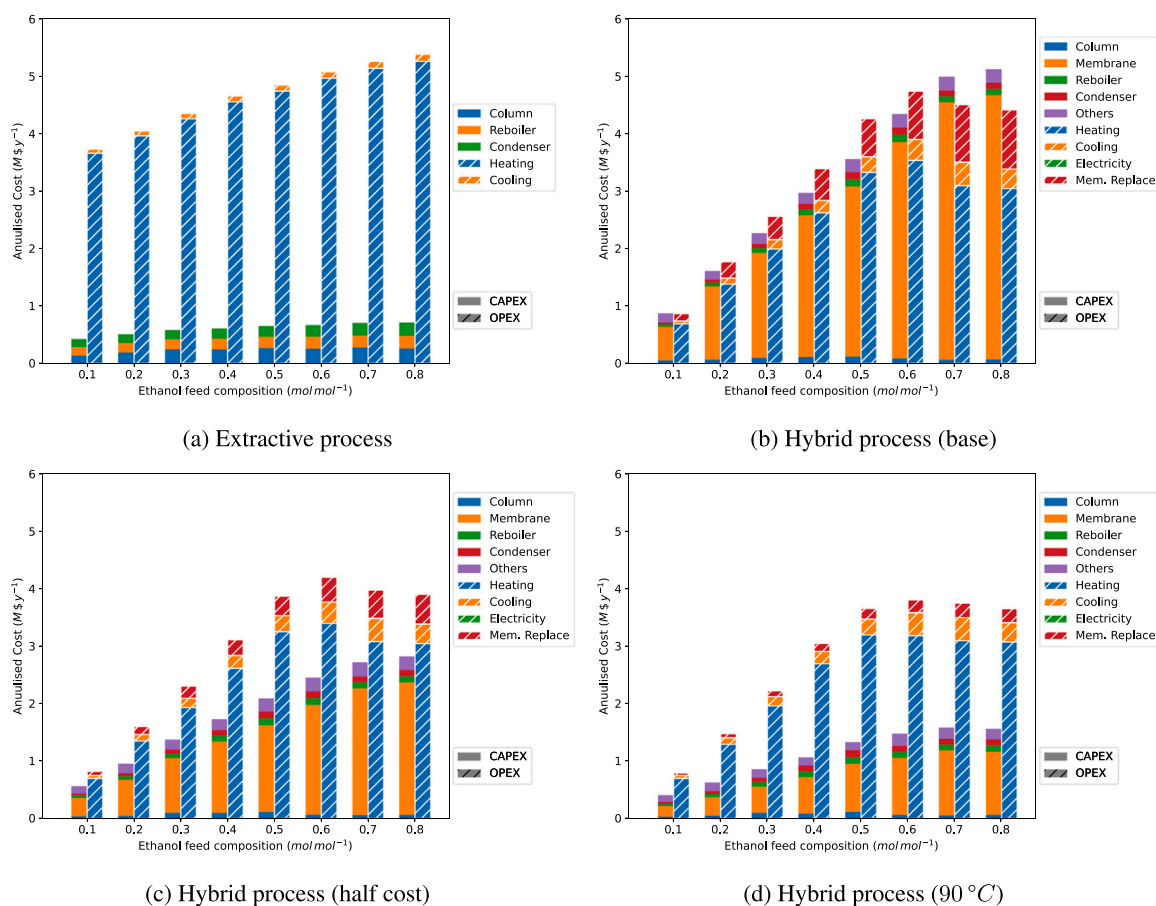 6
5
4
3
2
1
0
Anuulised Cost (M $ y⁻¹)
0.1 0.2 0.3 0.4 0.5 0.6 0.7 0.8
Ethanol feed composition (mol mol⁻¹)
Column
Reboiler
Condenser
Heating
Cooling
CAPEX
OPEX
(a) Extractive process
6
5
4
3
2
1
0
Anuulised Cost (M $ y⁻¹)
0.1 0.2 0.3 0.4 0.5 0.6 0.7 0.8
Ethanol feed composition (mol mol⁻¹)
Column
Membrane
Reboiler
Condenser
Others
Heating
Cooling
Electricity
Mem. Replace
CAPEX
OPEX
(b) Hybrid process (base)
6
5
4
3
2
1
0
Anuulised Cost (M $ y⁻¹)
0.1 0.2 0.3 0.4 0.5 0.6 0.7 0.8
Ethanol feed composition (mol mol⁻¹)
Column
Membrane
Reboiler
Condenser
Others
Heating
Cooling
Electricity
Mem. Replace
CAPEX
OPEX
(c) Hybrid process (half cost)
6
5
4
3
2
1
0
Anuulised Cost (M $ y⁻¹)
0.1 0.2 0.3 0.4 0.5 0.6 0.7 0.8
Ethanol feed composition (mol mol⁻¹)
Column
Membrane
Reboiler
Condenser
Others
Heating
Cooling
Electricity
Mem. Replace
CAPEX
OPEX
(d) Hybrid process (90 °C)